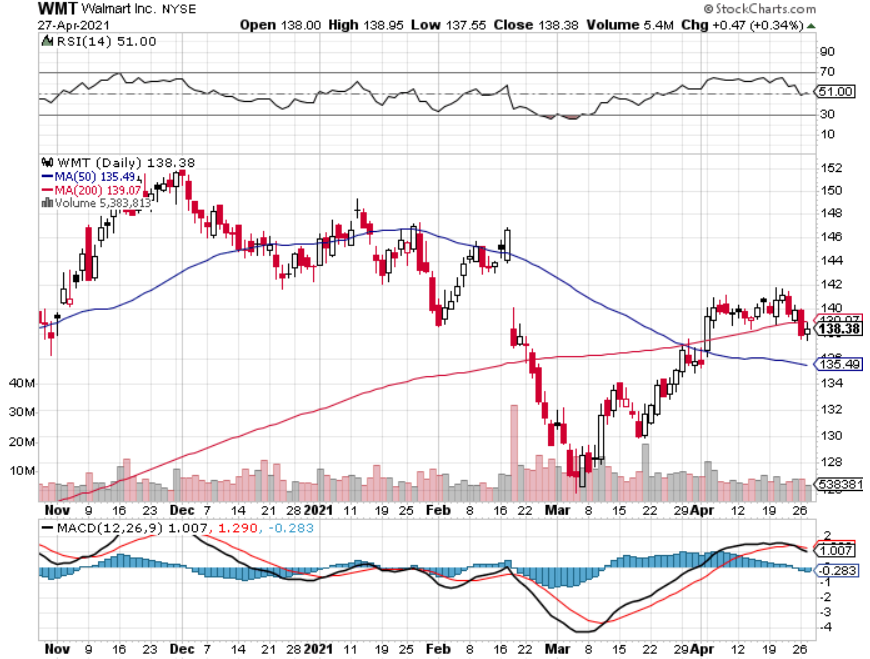 WMT Walmart Inc. NYSE
© StockCharts.com
27-Apr-2021
Open 138.00 High 138.95 Low 137.55 Close 138.38 Volume 5.4M Chg +0.47 (+0.34%)
RSI(14) 51.00
90
70
51.00
30
10
WMT (Daily) 138.38
MA(50) 135.49
MA(200) 139.07
Volume 5,383,813
152
150
148
146
144
142
140
139.07
138.38
135.49
134
132
130
128
538381
40M
30M
20M
10M
Nov 9 16 23 Dec 7 14 21 28 2021 11 19 25 Feb 8 16 22 Mar 8 15 22 29 Apr 12 19 26
MACD(12,26,9) 1.007, 1.290, -0.283
2
1.007
-0.283
-1
-2
-3
-4
Nov 9 16 23 Dec 7 14 21 28 2021 11 19 25 Feb 8 16 22 Mar 8 15 22 29 Apr 12 19 26